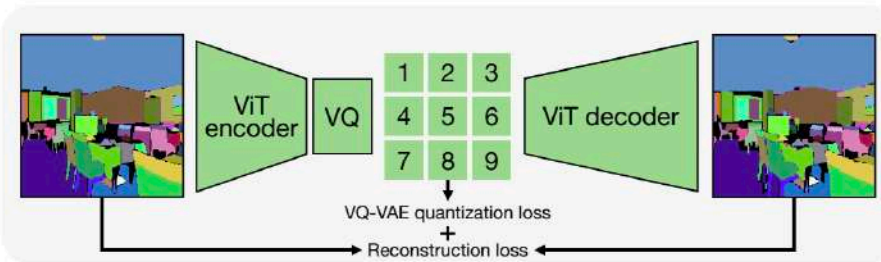 ViT
encoder
VQ
1 2 3
4 5 6
7 8 9
ViT decoder
VQ-VAE quantization loss
+
Reconstruction loss